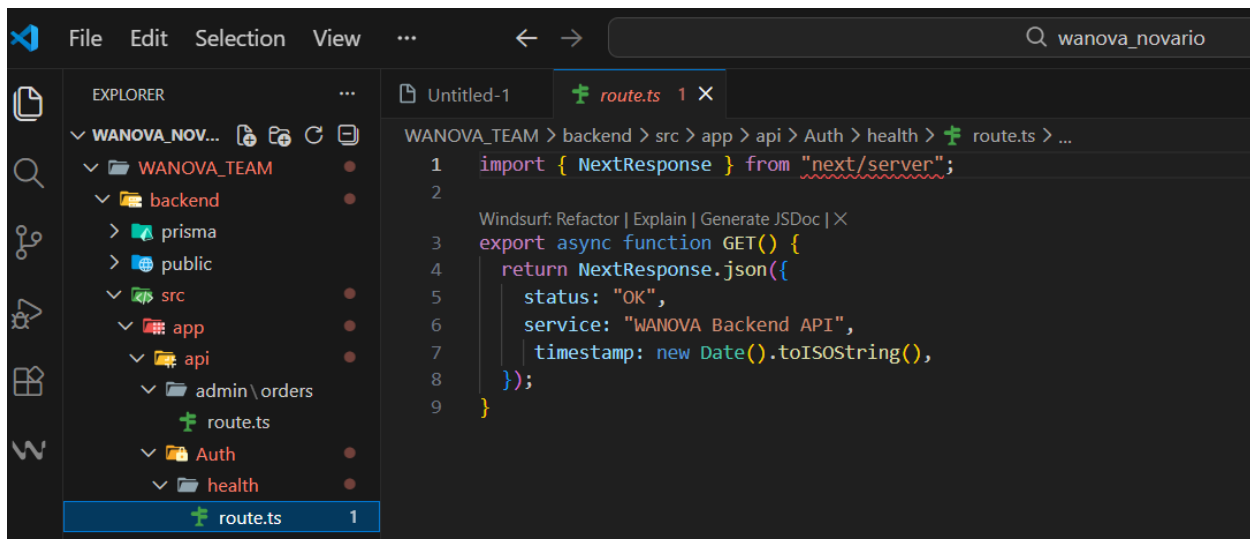 File Edit Selection View ··· ← → wanova_novario
EXPLORER ···
WANOVA_NOV...
WANOVA_TEAM
backend
prisma
public
src
app
api
admin\orders
route.ts
Auth
health
route.ts 1
Untitled-1 route.ts 1 ×
WANOVA_TEAM > backend > src > app > api > Auth > health > route.ts > ...
1 import { NextResponse } from "next/server";
2
Windsurf: Refactor | Explain | Generate JSDoc | ×
3 export async function GET() {
4   return NextResponse.json({
5     status: "OK",
6     service: "WANOVA Backend API",
7      timestamp: new Date().toISOString(),
8   });
9 }